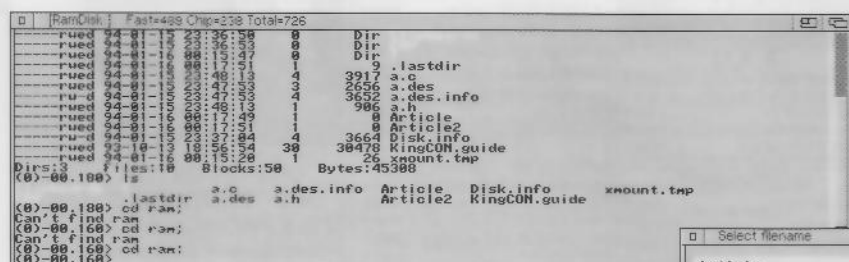 [RamDisk:] Fast=489 Chip=238 Total=726
-----rwed 94-01-15 23:36:50 0 Dir
-----rwed 94-01-15 23:36:53 0 Dir
-----rwed 94-01-16 00:15:47 0 Dir
-----rwed 94-01-16 00:17:51 1 9 .lastdir
-----rwed 94-01-15 23:48:13 4 3917 a.c
-----rwed 94-01-15 23:47:53 3 2656 a.des
-----rw-d 94-01-15 23:47:53 4 3652 a.des.info
-----rwed 94-01-15 23:48:13 1 906 a.h
-----rwed 94-01-16 00:17:49 1 0 Article
-----rwed 94-01-16 00:17:51 1 0 Article2
-----rw-d 94-01-15 23:37:04 4 3664 Disk.info
-----rwed 93-10-13 18:56:54 30 30478 KingCON.guide
-----rwed 94-01-16 00:15:20 1 26 xmount.tmp
Dirs:3 Files:10 Blocks:50 Bytes:45308
(0)-00.180> ls
a.c a.des.info Article Disk.info xmount.tmp
.lastdir a.des a.h Article2 KingCON.guide
(0)-00.180> cd ram;
Can't find ram
(0)-00.160> cd ram;
Can't find ram
(0)-00.160> cd ram:
(0)-00.160>
Select filename